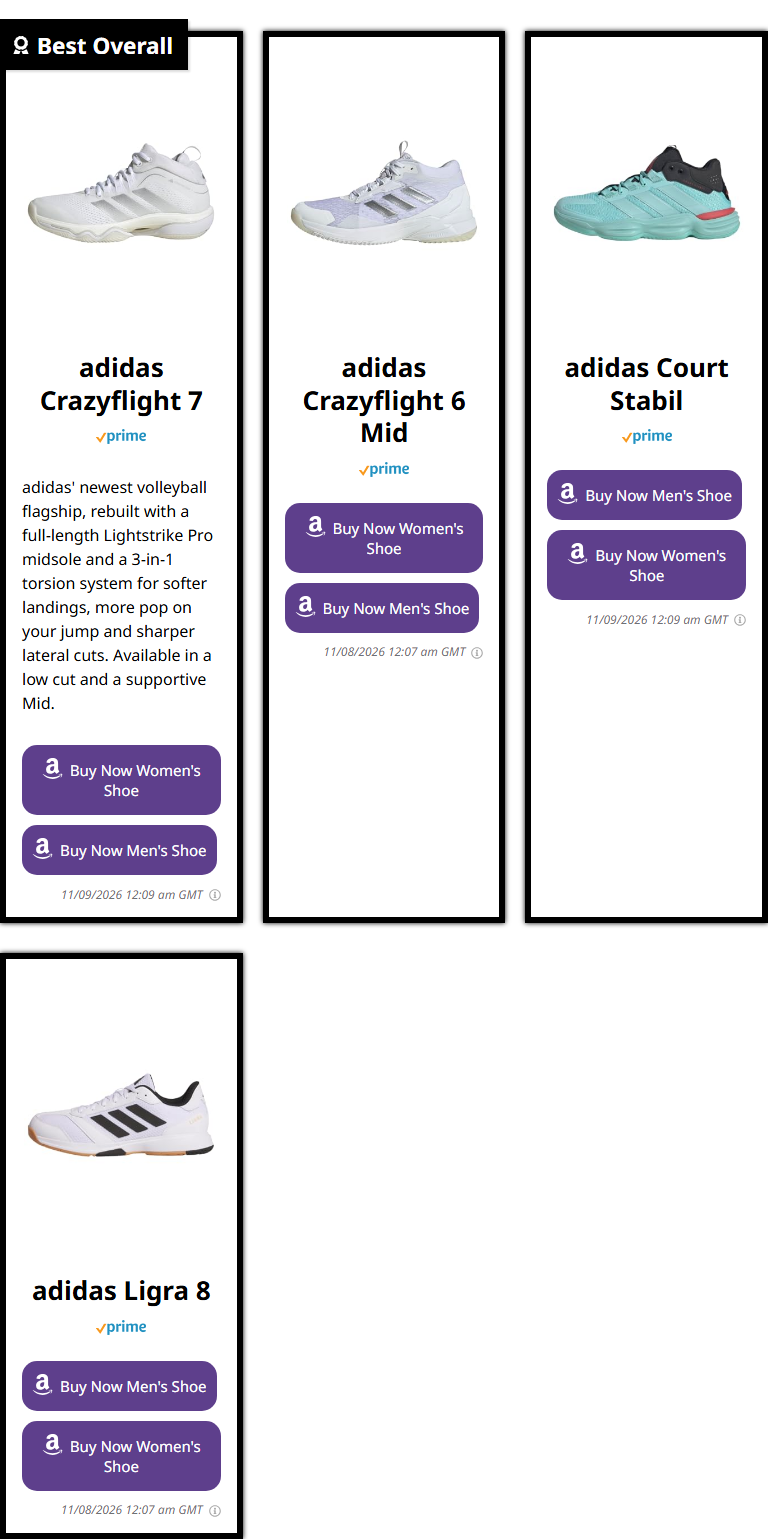 Best Overall
adidas
Crazyflight 7
prime
adidas' newest volleyball
flagship, rebuilt with a
full-length Lightstrike Pro
midsole and a 3-in-1
torsion system for softer
landings, more pop on
your jump and sharper
lateral cuts. Available in a
low cut and a supportive
Mid.
Buy Now Women's
Shoe
Buy Now Men's Shoe
11/09/2026 12:09 am GMT
adidas
Crazyflight 6
Mid
prime
Buy Now Women's
Shoe
Buy Now Men's Shoe
11/08/2026 12:07 am GMT
adidas Court
Stabil
prime
Buy Now Men's Shoe
Buy Now Women's
Shoe
11/09/2026 12:09 am GMT
adidas Ligra 8
prime
Buy Now Men's Shoe
Buy Now Women's
Shoe
11/08/2026 12:07 am GMT